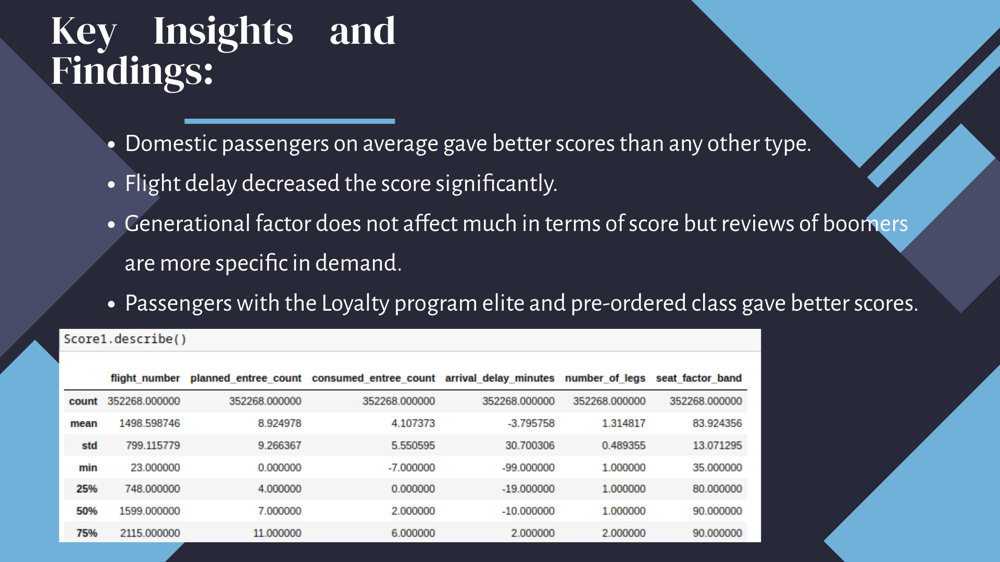 Key Insights and
Findings:
• Domestic passengers on average gave better scores than any other type.
• Flight delay decreased the score significantly.
• Generational factor does not affect much in terms of score but reviews of boomers
are more specific in demand.
• Passengers with the Loyalty program elite and pre-ordered class gave better scores.
Score1.describe()
flight_number planned_entree_count consumed_entree_count arrival_delay_minutes number_of_legs seat_factor_band
count 352268.000000 352268.000000 352268.000000 352268.000000 352268.000000 352268.000000
mean 1498.598746 8.924978 4.107373 -3.795758 1.314817 83.924356
std 799.115779 9.266367 5.550595 30.700306 0.489355 13.071295
min 23.000000 0.000000 -7.000000 -99.000000 1.000000 35.000000
25% 748.000000 4.000000 0.000000 -19.000000 1.000000 80.000000
50% 1599.000000 7.000000 2.000000 -10.000000 1.000000 90.000000
75% 2115.000000 11.000000 6.000000 2.000000 2.000000 90.000000